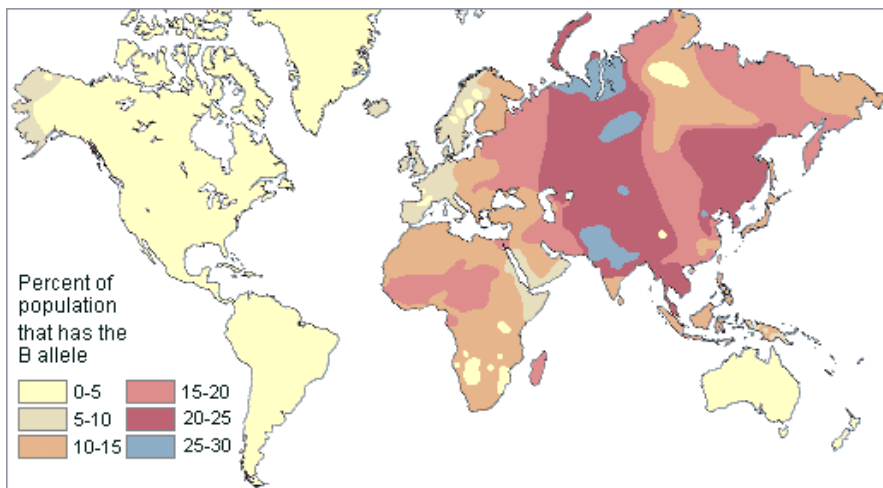 Percent of
population
that has the
B allele
0-5
15-20
5-10
20-25
10-15
25-30